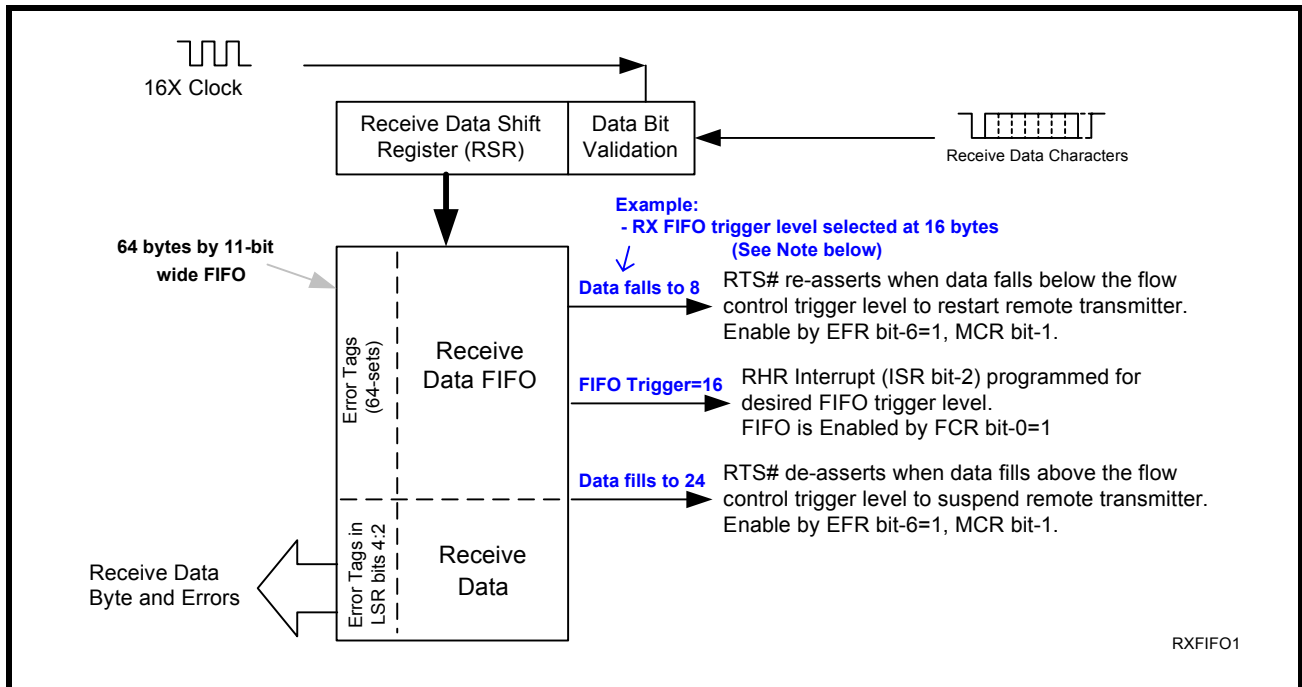 16X Clock
Receive Data Shift
Register (RSR)
Data Bit
Validation
Receive Data Characters
Example:
- RX FIFO trigger level selected at 16 bytes
(See Note below)
64 bytes by 11-bit
wide FIFO
Data falls to 8
RTS# re-asserts when data falls below the flow
control trigger level to restart remote transmitter.
Enable by EFR bit-6=1, MCR bit-1.
Error Tags
(64-sets)
Receive
Data FIFO
FIFO Trigger=16
RHR Interrupt (ISR bit-2) programmed for
desired FIFO trigger level.
FIFO is Enabled by FCR bit-0=1
Data fills to 24
RTS# de-asserts when data fills above the flow
control trigger level to suspend remote transmitter.
Enable by EFR bit-6=1, MCR bit-1.
Error Tags in
LSR bits 4:2
Receive
Data
Receive Data
Byte and Errors
RXFIFO1